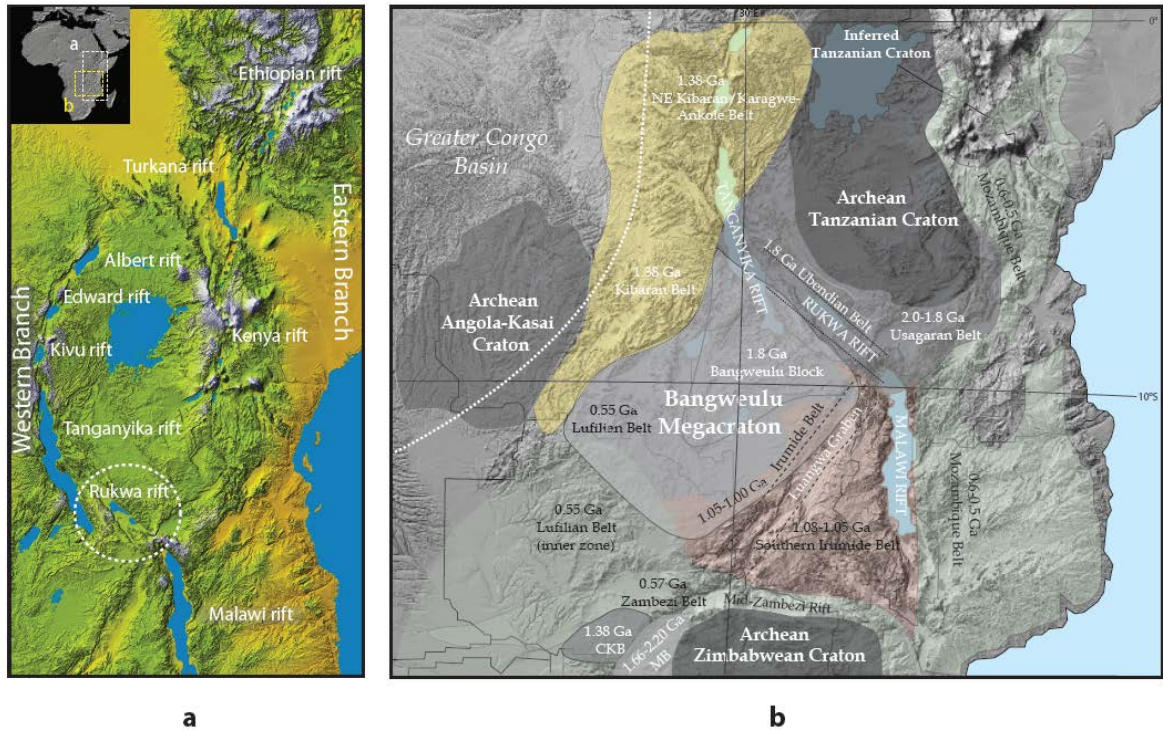 a
b
Ethiopian rift
Turkana rift
Eastern Branch
Albert rift
Edward rift
Kivu rift
Kenya rift
Western Branch
Tanganyika rift
Rukwa rift
Malawi rift
a
30°E
0°
Inferred
Tanzanian Craton
1.38 Ga
NE Kibaran/Karagwe-
Ankole Belt
Greater Congo
Basin
0.6-0.5 Ga
Mozambique Belt
Archean
Tanzanian Craton
TANGANYIKA RIFT
1.8 Ga Ubendian Belt
RUKWA RIFT
1.38 Ga
Kibaran Belt
Archean
Angola-Kasai
Craton
2.0-1.8 Ga
Usagaran Belt
1.8 Ga
Bangweulu Block
10°S
Bangweulu
Megacraton
0.55 Ga
Lufilian Belt
MALAWI RIFT
Irumide Belt
Luangwa Graben
1.05-1.00 Ga
0.6-0.5 Ga
Mozambique Belt
0.55 Ga
Lufilian Belt
(inner zone)
1.08-1.05 Ga
Southern Irumide Belt
0.57 Ga
Zambezi Belt
Mid-Zambezi Rift
1.38 Ga
CKB
1.66-2.20 Ga
MB
Archean
Zimbabwean Craton
b